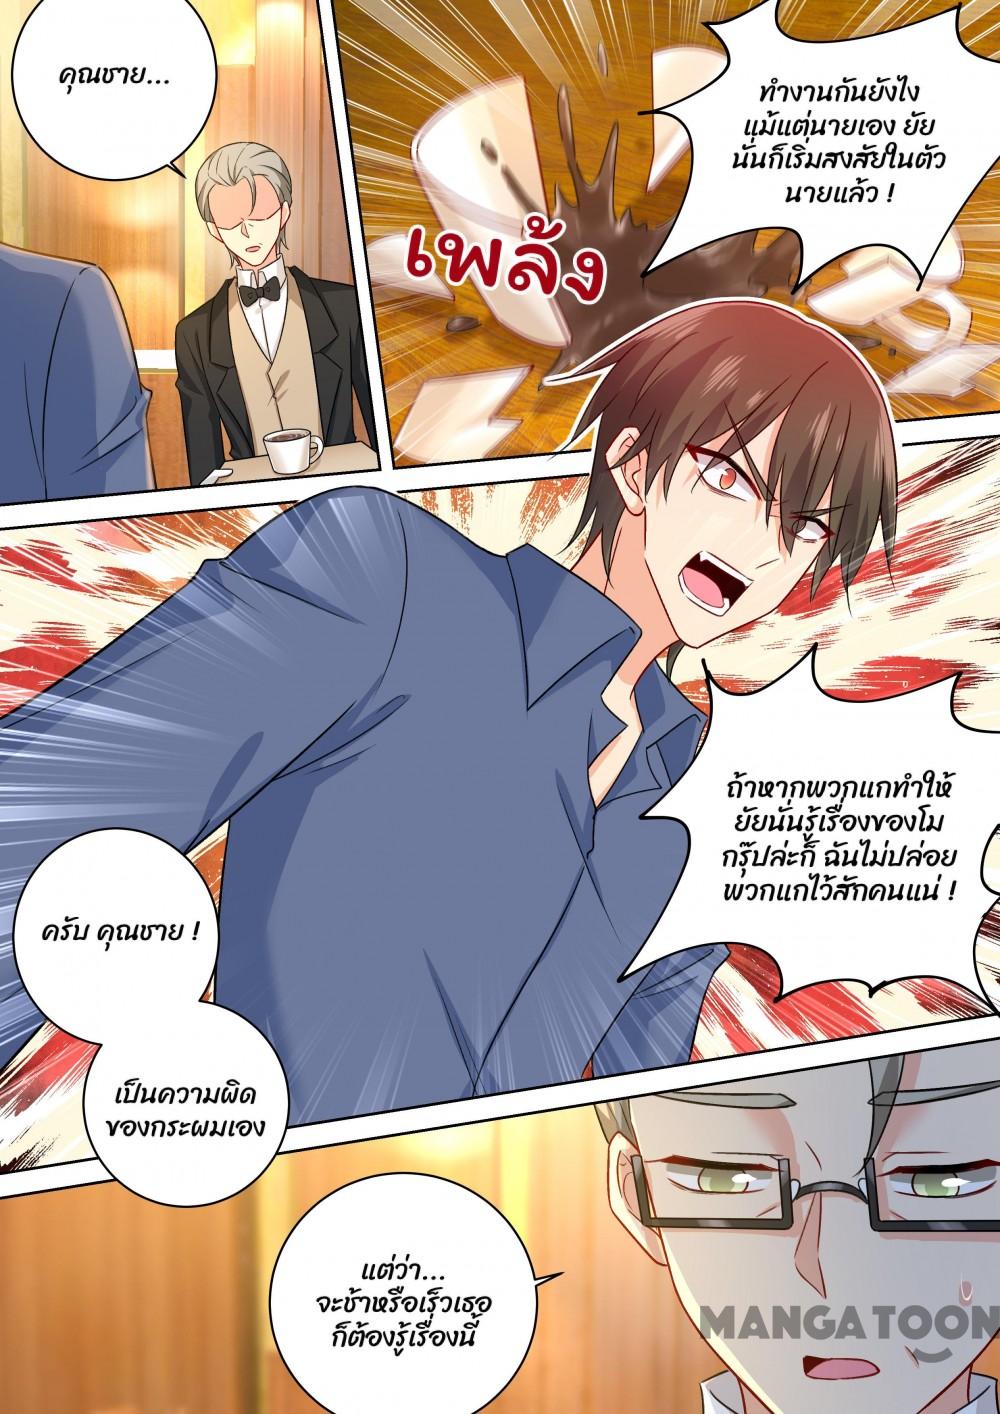 คุณชาย...
ทำงานกันยังไง
แม้แต่นายเอง ยัย
นั่นก็เริ่มสงสัยในตัว
นายแล้ว !
เพล้ง
ถ้าหากพวกแกทำให้
ยัยนั่นรู้เรื่องของโม
กรุ๊ปล่ะก็ ฉันไม่ปล่อย
พวกแกไว้สักคนแน่ !
ครับ คุณชาย !
เป็นความผิด
ของกระผมเอง
แต่ว่า...
จะช้าหรือเร็วเธอ
ก็ต้องรู้เรื่องนี้
MANGATOON